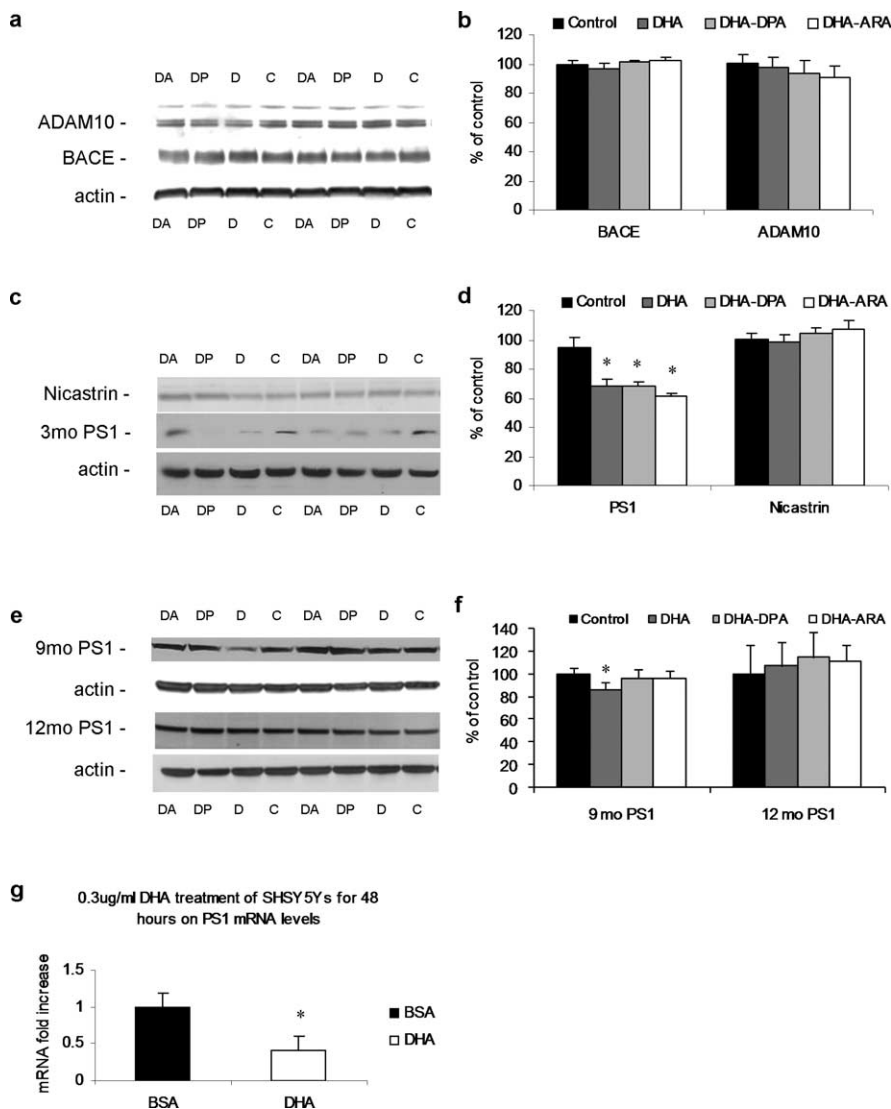 a
DA DP D C DA DP D C
ADAM10 -
BACE -
actin -
DA DP D C DA DP D C
b
Control DHA DHA-DPA DHA-ARA
% of control
120
100
80
60
40
20
0
BACE ADAM10
c
DA DP D C DA DP D C
Nicastrin -
3mo PS1 -
actin -
DA DP D C DA DP D C
d
Control DHA DHA-DPA DHA-ARA
% of control
120
100
80
60
40
20
0
* * *
PS1 Nicastrin
e
DA DP D C DA DP D C
9mo PS1 -
actin -
12mo PS1 -
actin -
DA DP D C DA DP D C
f
Control DHA DHA-DPA DHA-ARA
% of control
140
120
100
80
60
40
20
0
*
9 mo PS1 12 mo PS1
g
0.3ug/ml DHA treatment of SHSY5Ys for 48
hours on PS1 mRNA levels
mRNA fold increase
1.5
1
0.5
0
*
BSA DHA
BSA
DHA